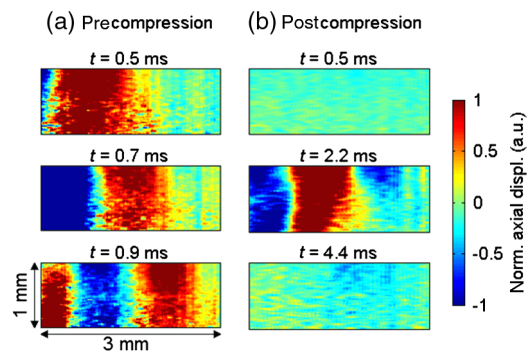 (a) Precompression
(b) Postcompression
t = 0.5 ms
t = 0.5 ms
t = 0.7 ms
t = 2.2 ms
t = 0.9 ms
t = 4.4 ms
1 mm
3 mm
1
0.5
0
-0.5
-1
Norm. axial displ. (a.u.)